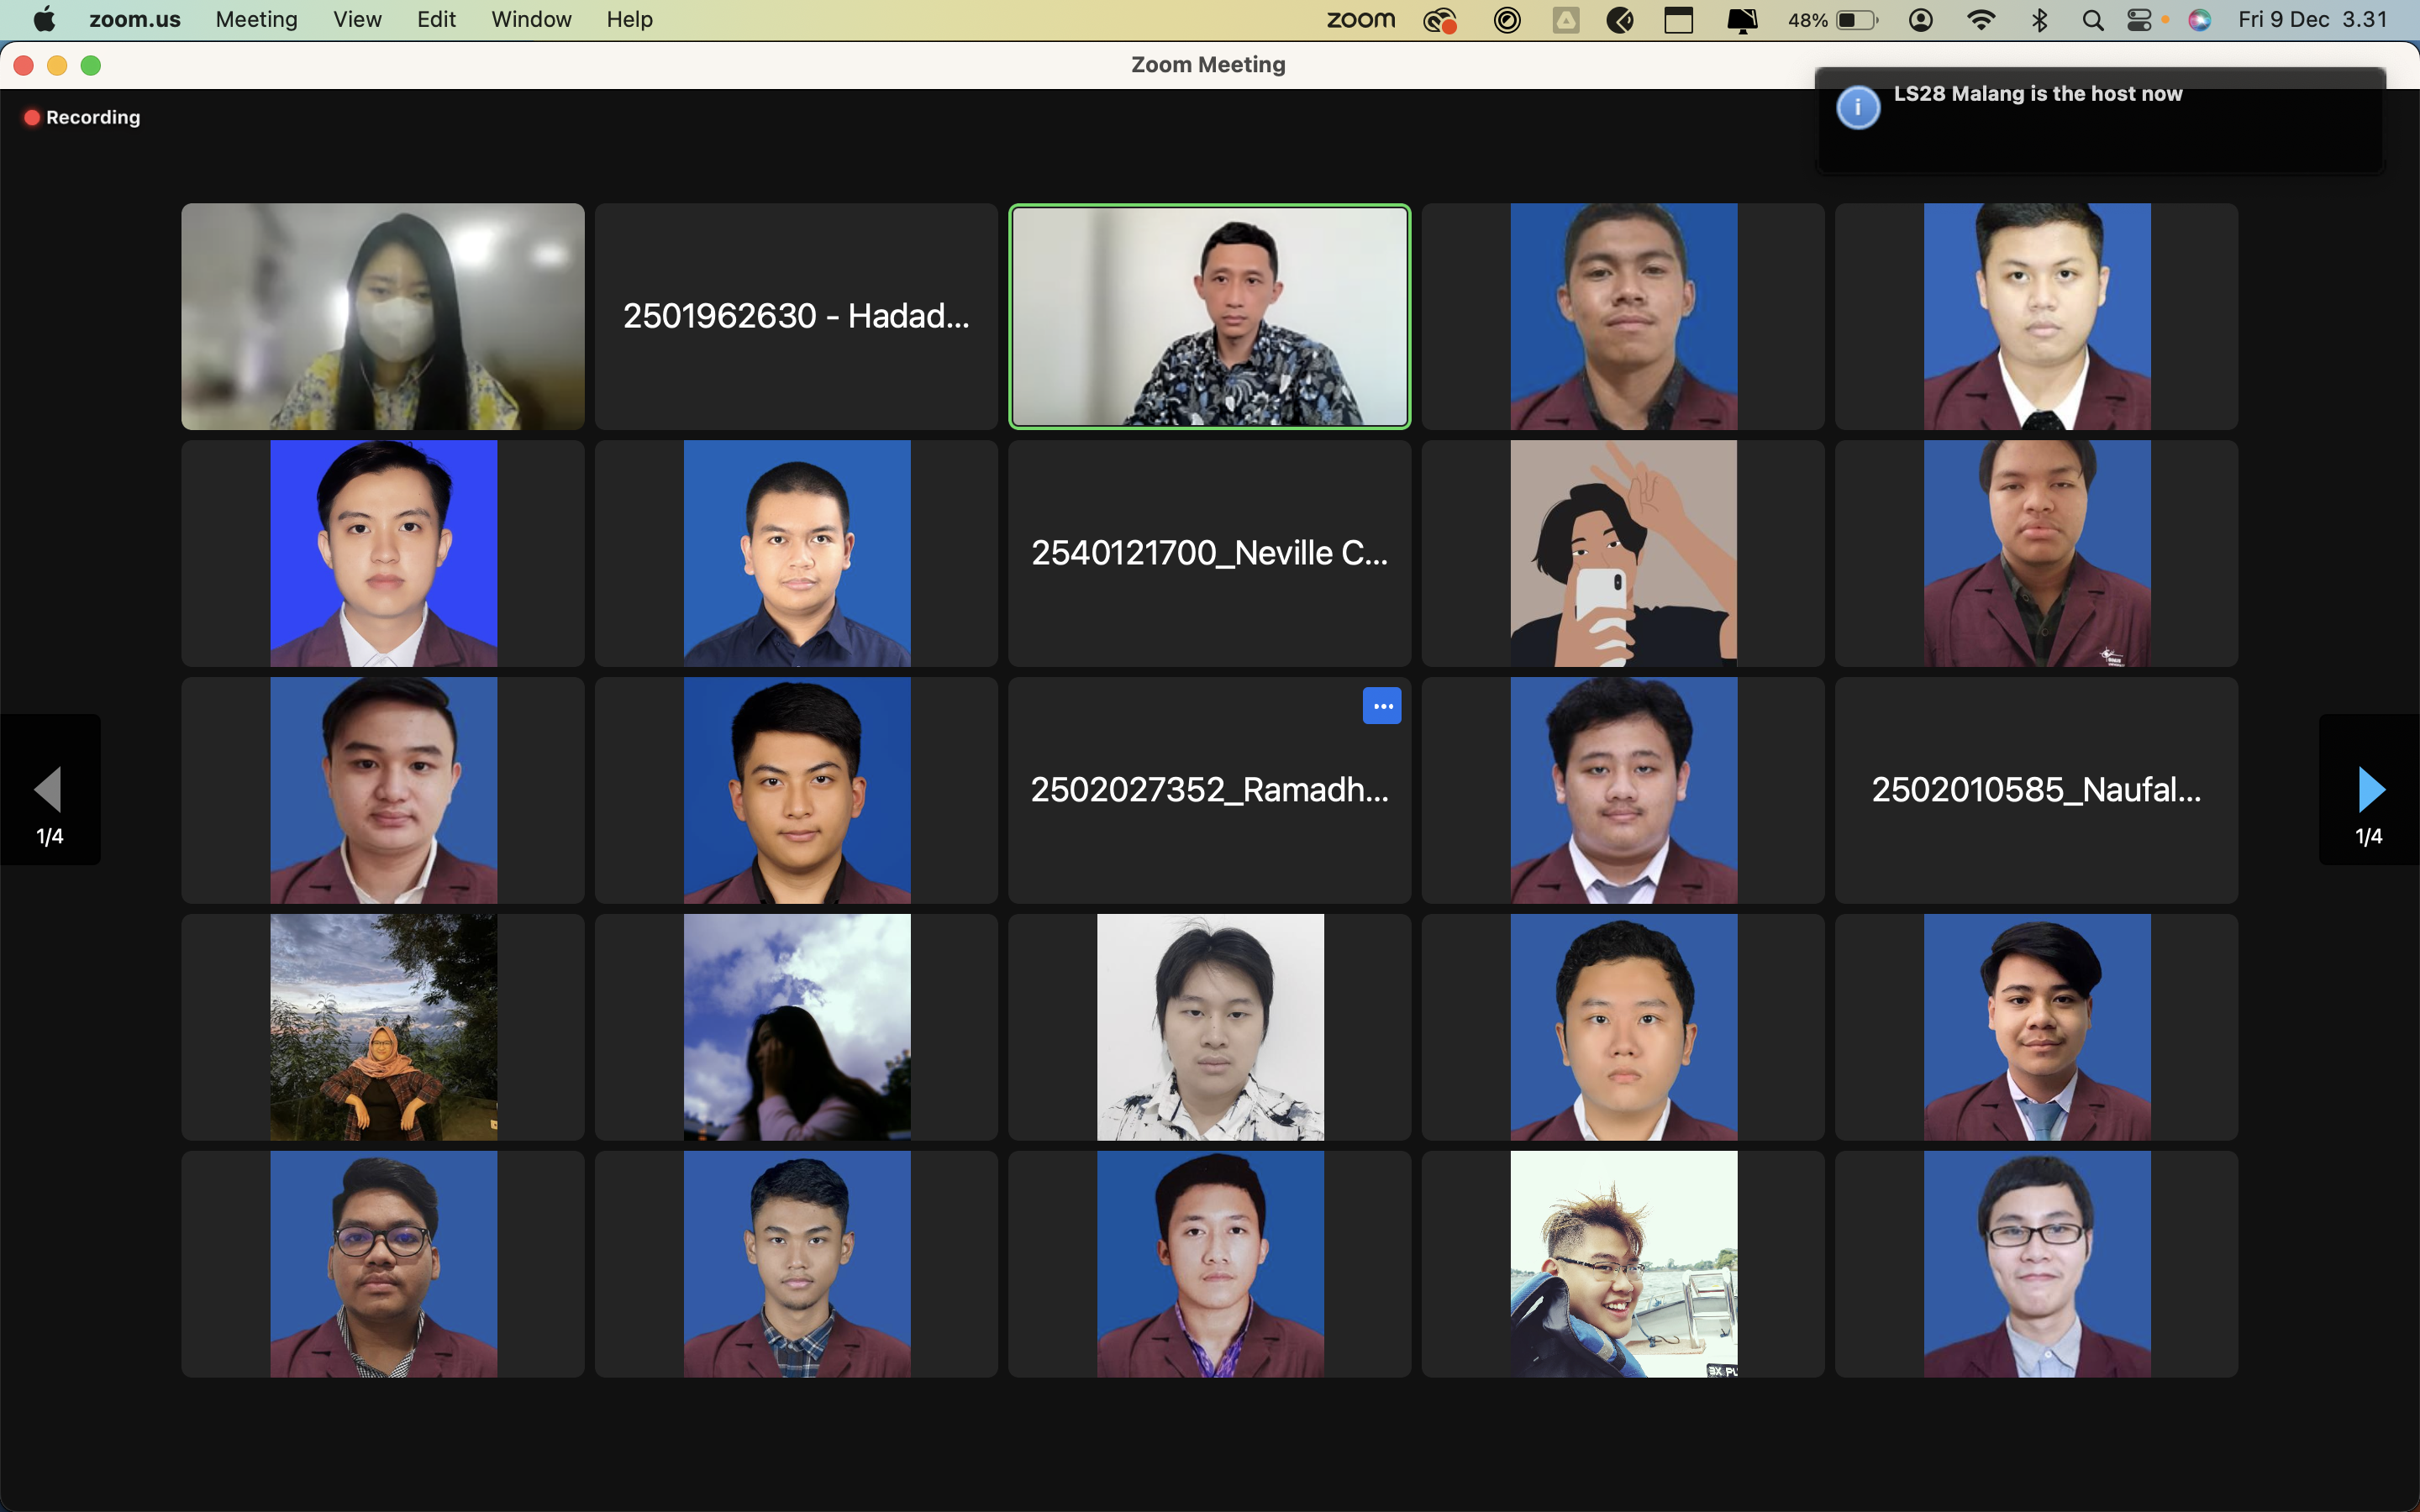 zoom.us Meeting View Edit Window Help zoom 48% Fri 9 Dec 3.31
Zoom Meeting
Recording
LS28 Malang is the host now
2501962630 - Hadad...
2540121700_Neville C...
2502027352_Ramadh...
2502010585_Naufal...
1/4
1/4